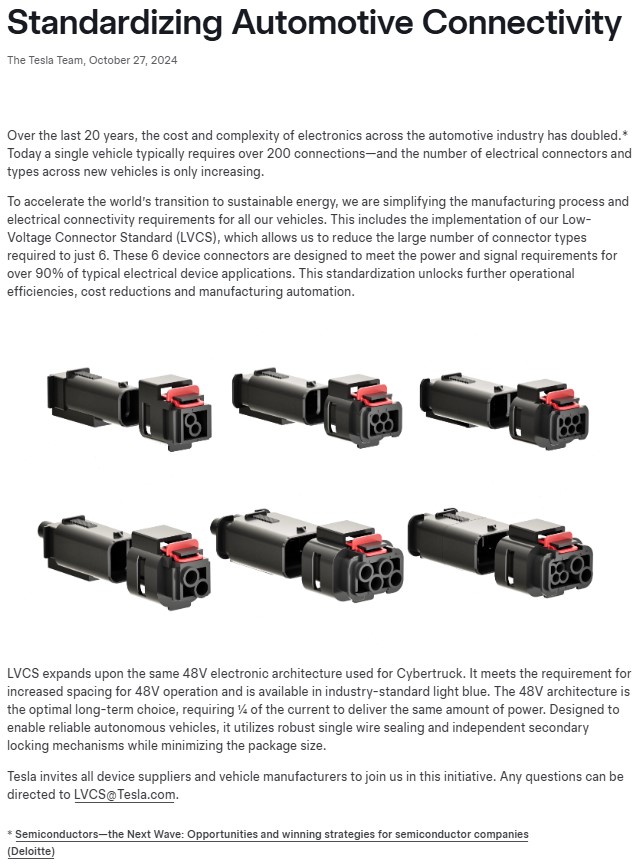 Standardizing Automotive Connectivity
The Tesla Team, October 27, 2024
Over the last 20 years, the cost and complexity of electronics across the automotive industry has doubled.*
Today a single vehicle typically requires over 200 connections—and the number of electrical connectors and
types across new vehicles is only increasing.
To accelerate the world's transition to sustainable energy, we are simplifying the manufacturing process and
electrical connectivity requirements for all our vehicles. This includes the implementation of our Low-
Voltage Connector Standard (LVCS), which allows us to reduce the large number of connector types
required to just 6. These 6 device connectors are designed to meet the power and signal requirements for
over 90% of typical electrical device applications. This standardization unlocks further operational
efficiencies, cost reductions and manufacturing automation.
LVCS expands upon the same 48V electronic architecture used for Cybertruck. It meets the requirement for
increased spacing for 48V operation and is available in industry-standard light blue. The 48V architecture is
the optimal long-term choice, requiring ¼ of the current to deliver the same amount of power. Designed to
enable reliable autonomous vehicles, it utilizes robust single wire sealing and independent secondary
locking mechanisms while minimizing the package size.
Tesla invites all device suppliers and vehicle manufacturers to join us in this initiative. Any questions can be
directed to LVCS@Tesla.com.
* Semiconductors—the Next Wave: Opportunities and winning strategies for semiconductor companies
(Deloitte)